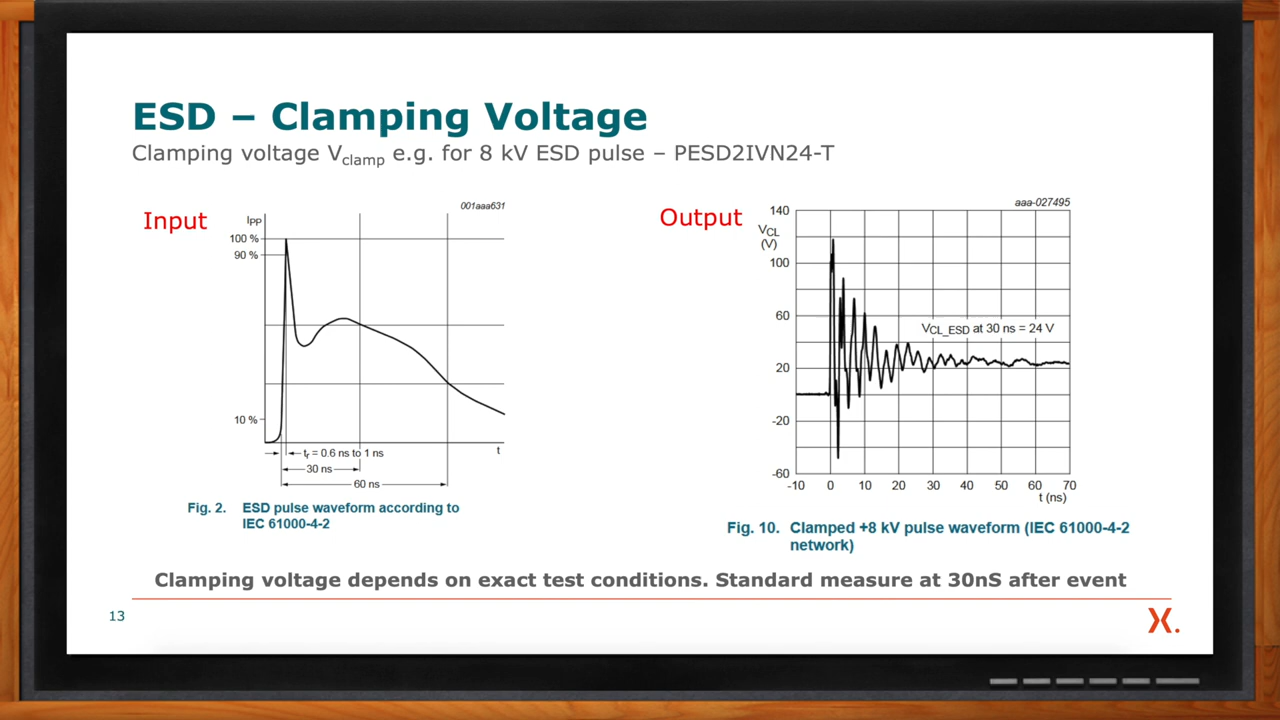 ESD – Clamping Voltage
Clamping voltage Vclamp e.g. for 8 kV ESD pulse – PESD2IVN24-T
Input
001aaa631
IPP
100 %
90 %
10 %
t
tr = 0.6 ns to 1 ns
30 ns
60 ns
Fig. 2. ESD pulse waveform according to
IEC 61000-4-2
Output
aaa-027495
VCL
(V)
140
100
60
20
-20
-60
VCL_ESD at 30 ns = 24 V
-10 0 10 20 30 40 50 60 70
t (ns)
Fig. 10. Clamped +8 kV pulse waveform (IEC 61000-4-2
network)
Clamping voltage depends on exact test conditions. Standard measure at 30nS after event
13